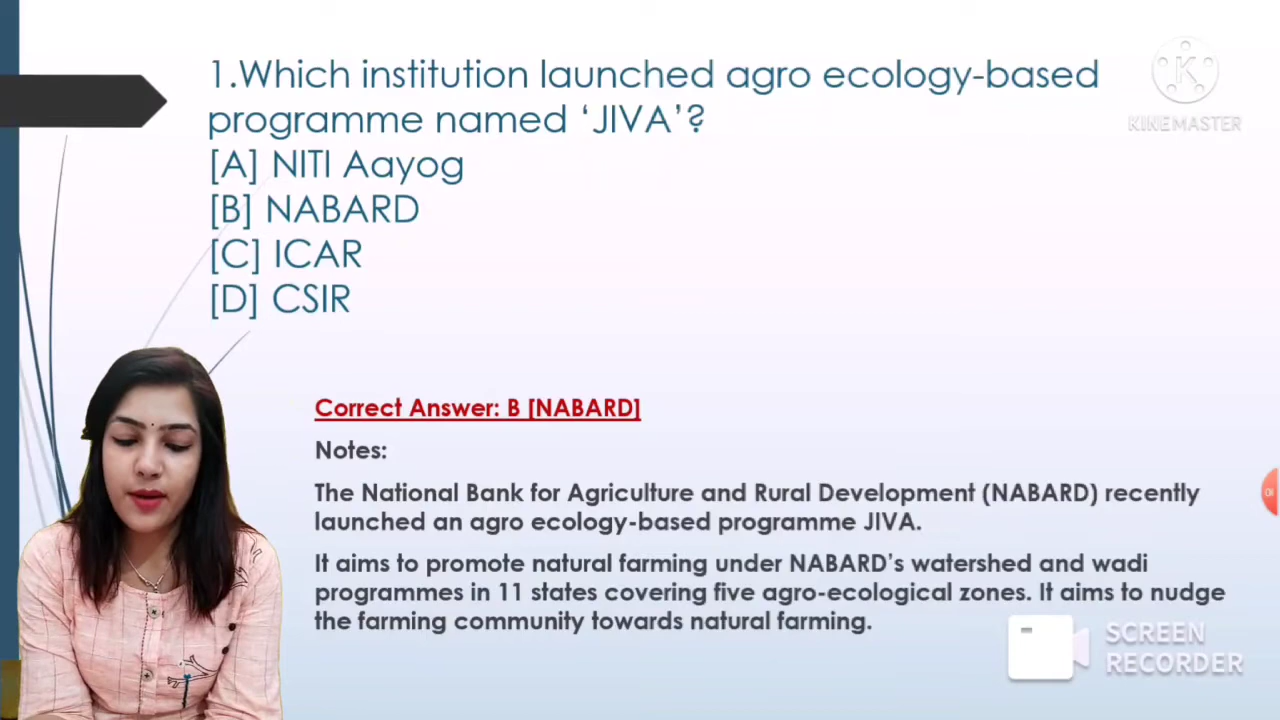 1.Which institution launched agro ecology-based
programme named ‘JIVA’?
[A] NITI Aayog
[B] NABARD
[C] ICAR
[D] CSIR
K
KINEMASTER
Correct Answer: B [NABARD]
Notes:
The National Bank for Agriculture and Rural Development (NABARD) recently
launched an agro ecology-based programme JIVA.
It aims to promote natural farming under NABARD’s watershed and wadi
programmes in 11 states covering five agro-ecological zones. It aims to nudge
the farming community towards natural farming.
SCREEN
RECORDER